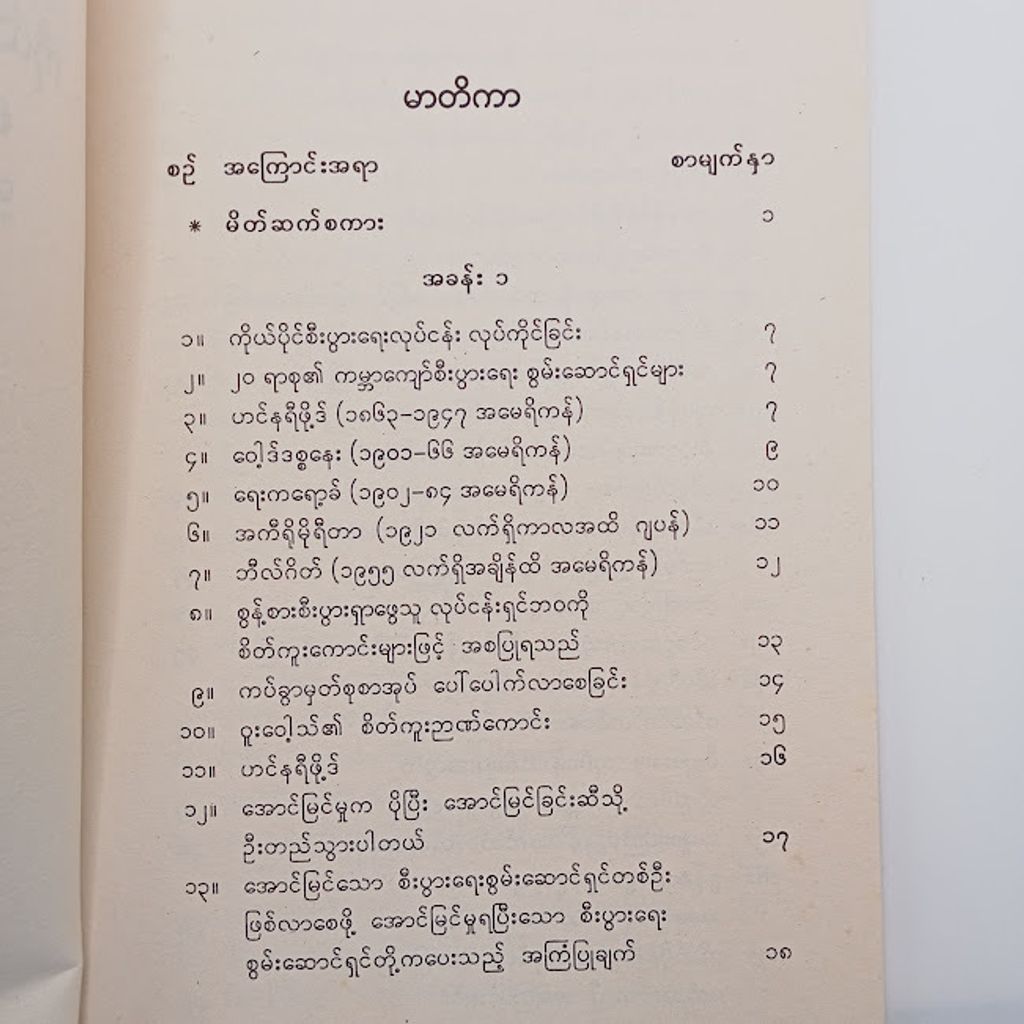 မာတိကာ
စဉ် အကြောင်းအရာ စာမျက်နှာ
* မိတ်ဆက်စကား ၁
အခန်း ၁
၁။ ကိုယ်ပိုင်စီးပွားရေးလုပ်ငန်း လုပ်ကိုင်ခြင်း ၇
၂။ ၂၀ ရာစု၏ ကမ္ဘာကျော်စီးပွားရေး စွမ်းဆောင်ရှင်များ ၇
၃။ ဟင်နရီဖို့ဒ် (၁၈၆၃–၁၉၄၇ အမေရိကန်) ၇
၄။ ဝေါ့ဒ်ဒစ္စနေး (၁၉၀၁–၆၆ အမေရိကန်) ၉
၅။ ရေးကရော့ခ် (၁၉၀၂–၈၄ အမေရိကန်) ၁၀
၆။ အကီရိုမိုရီတာ (၁၉၂၁ လက်ရှိကာလအထိ ဂျပန်) ၁၁
၇။ ဘီလ်ဂိတ် (၁၉၅၅ လက်ရှိအချိန်ထိ အမေရိကန်) ၁၂
၈။ စွန့်စားစီးပွားရှာဖွေသူ လုပ်ငန်းရှင်ဘဝကို
စိတ်ကူးကောင်းများဖြင့် အစပြုရသည် ၁၃
၉။ ကပ်ခွာမှတ်စုစာအုပ် ပေါ်ပေါက်လာစေခြင်း ၁၄
၁၀။ ဝူးဝေါ့သ်၏ စိတ်ကူးဉာဏ်ကောင်း ၁၅
၁၁။ ဟင်နရီဖို့ဒ် ၁၆
၁၂။ အောင်မြင်မှုက ပိုပြီး အောင်မြင်ခြင်းဆီသို့
ဦးတည်သွားပါတယ် ၁၇
၁၃။ အောင်မြင်သော စီးပွားရေးစွမ်းဆောင်ရှင်တစ်ဦး
ဖြစ်လာစေဖို့ အောင်မြင်မှုရပြီးသော စီးပွားရေး
စွမ်းဆောင်ရှင်တို့ကပေးသည့် အကြံပြုချက် ၁၈